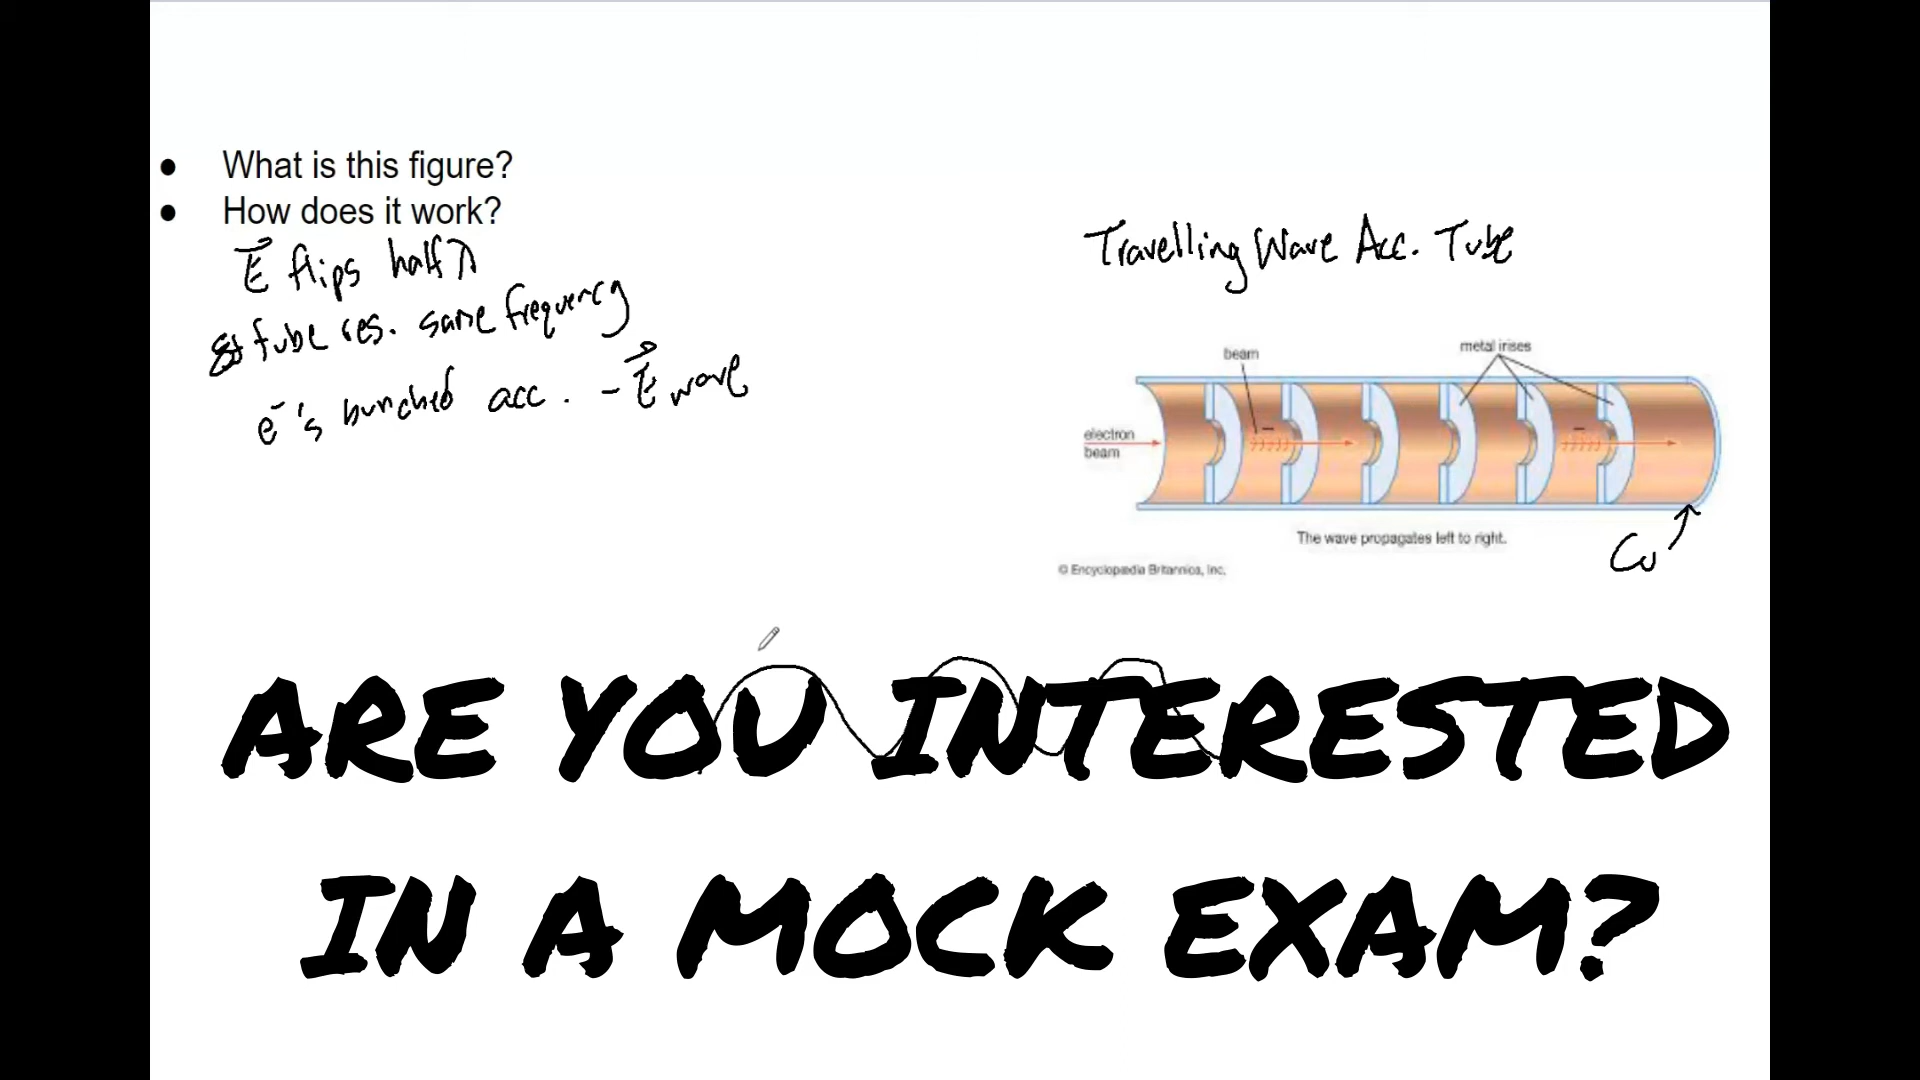 ● What is this figure?
● How does it work?
E flips half λ
tube res. same frequency
e-'s bunched acc. - E wave
Travelling Wave Acc. Tube
beam
metal irises
electron
beam
The wave propagates left to right.
Cu
© Encyclopædia Britannica, Inc.
ARE YOU INTERESTED
IN A MOCK EXAM?